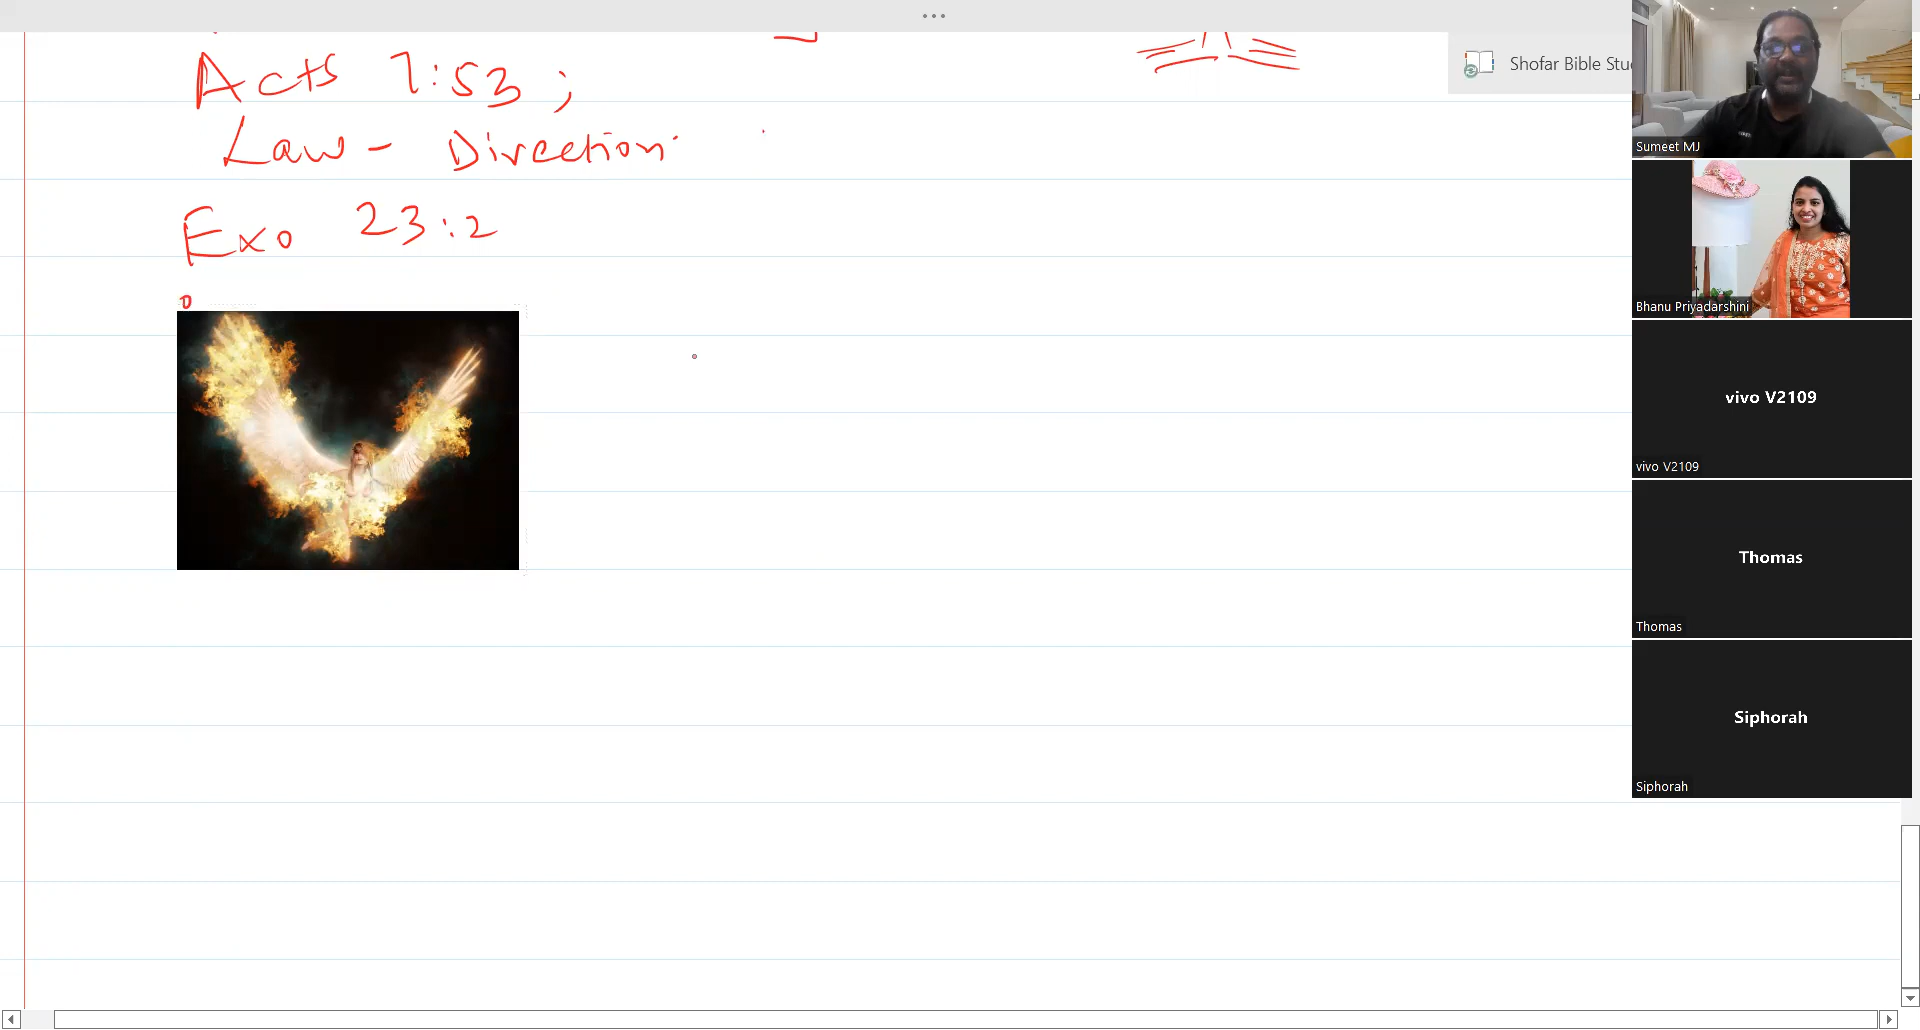 Acts 7:53 ;
Law - Direction
Exo 23:2
Shofar Bible Stu
Sumeet MJ
Bhanu Priyadarshini
vivo V2109
vivo V2109
Thomas
Thomas
Siphorah
Siphorah